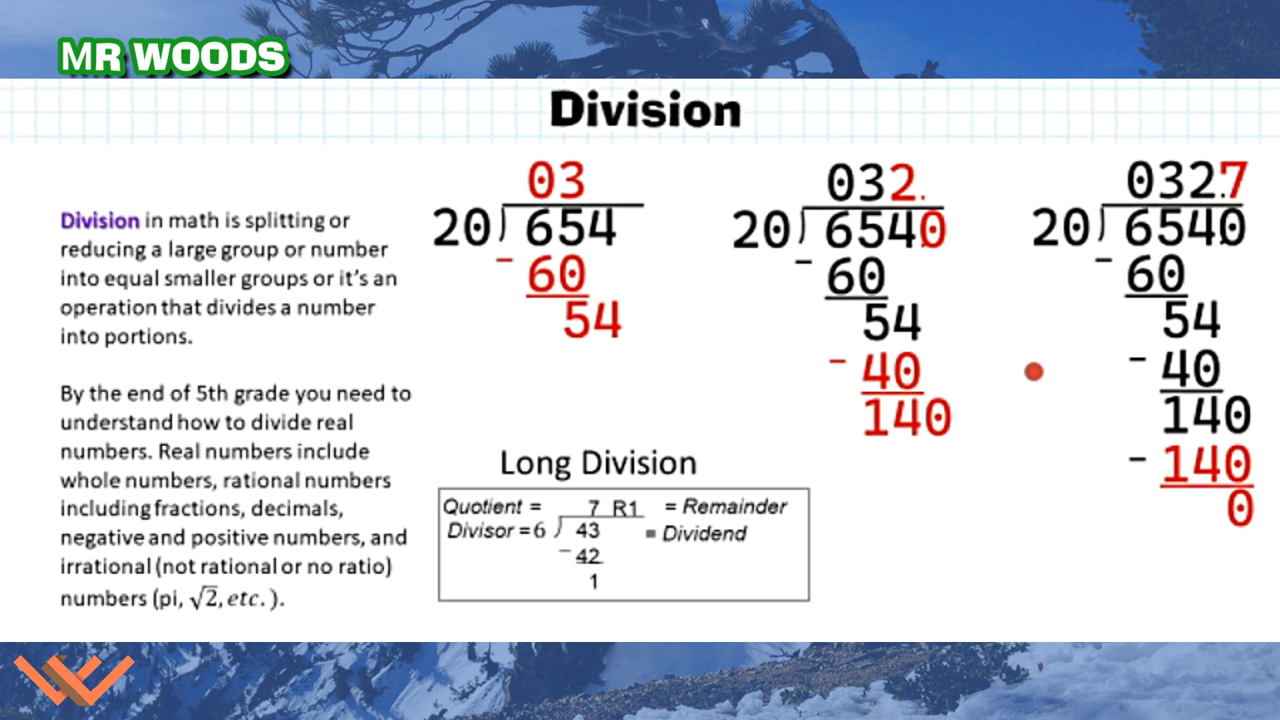 MR WOODS
Division
Division in math is splitting or
reducing a large group or number
into equal smaller groups or it's an
operation that divides a number
into portions.
By the end of 5th grade you need to
understand how to divide real
numbers. Real numbers include
whole numbers, rational numbers
including fractions, decimals,
negative and positive numbers, and
irrational (not rational or no ratio)
numbers (pi, √2, etc. ).
03
20) 654
- 60
54
032.
20) 6540
- 60
54
- 40
140
032.7
20) 6540
- 60
54
- 40
140
- 140
0
Long Division
Quotient = 7 R1 = Remainder
Divisor = 6 ) 43 = Dividend
- 42
1